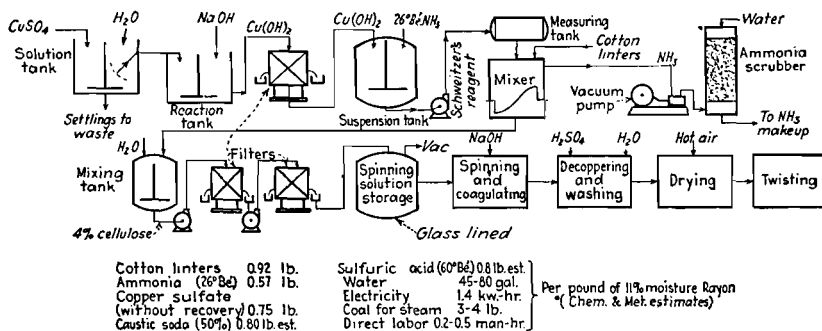 CuSO4
Solution tank
H2O
Settlings to waste
NaOH
Reaction tank
Cu(OH)2
Cu(OH)2
26°Bé.NH3
Suspension tank
Schweitzer's reagent
Measuring tank
Mixer
Cotton linters
NH3
Vacuum pump
Water
Ammonia scrubber
To NH3 makeup
H2O
Mixing tank
4% cellulose
Filters
Vac
Spinning solution storage
Glass lined
NaOH
Spinning and coagulating
H2SO4
H2O
Decoppering and washing
Hot air
Drying
Twisting
Cotton linters 0.92 lb.
Ammonia (26°Bé) 0.57 lb.
Copper sulfate
(without recovery) 0.75 lb.
Caustic soda (50%) 0.80 lb. est.
Sulfuric acid (60°Bé) 0.8 lb. est.
Water 45-80 gal.
Electricity 1.4 kw.-hr.
Coal for steam 3-4 lb.
Direct labor 0.2-0.5 man-hr.
Per pound of 11% moisture Rayon
*(Chem. & Met. estimates)